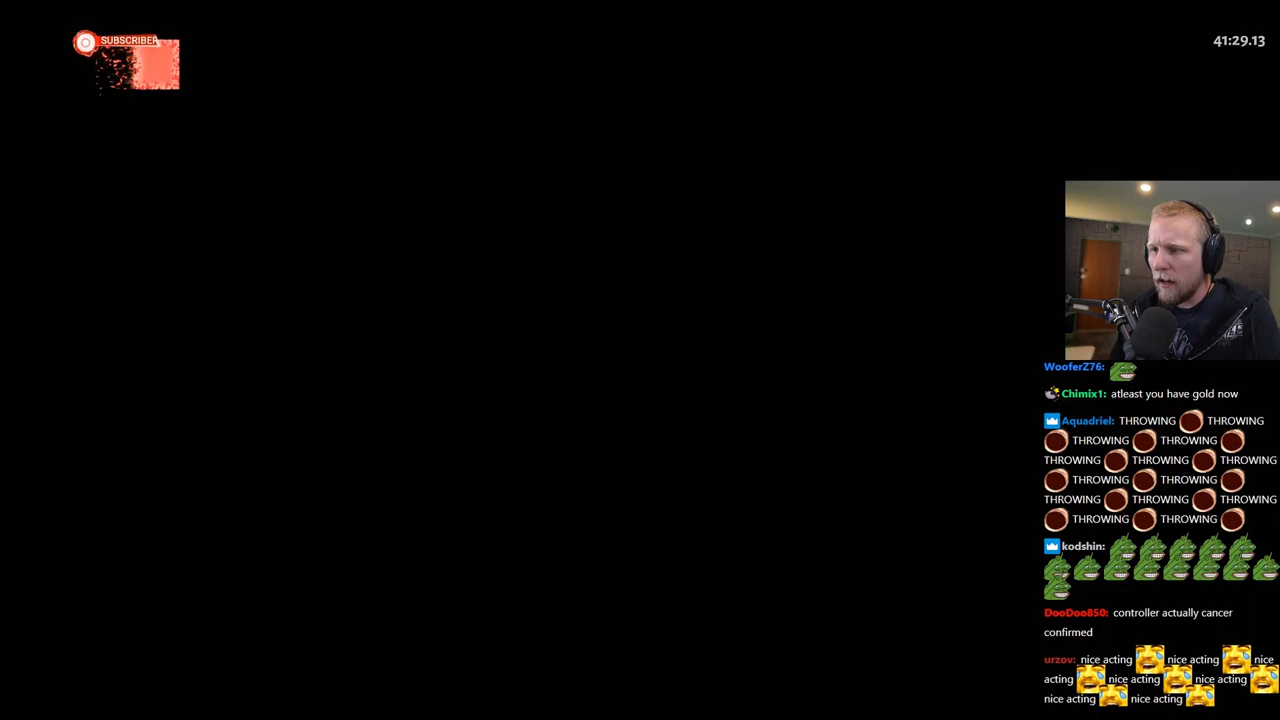 SUBSCRIBER
41:29.13
WooferZ76:
Chimix1: atleast you have gold now
Aquadriel: THROWING THROWING
THROWING THROWING
THROWING THROWING THROWING
THROWING THROWING
THROWING THROWING THROWING
THROWING THROWING
kodshin:
DooDoo850: controller actually cancer
confirmed
urzov: nice acting nice acting nice
acting nice acting nice acting
nice acting nice acting